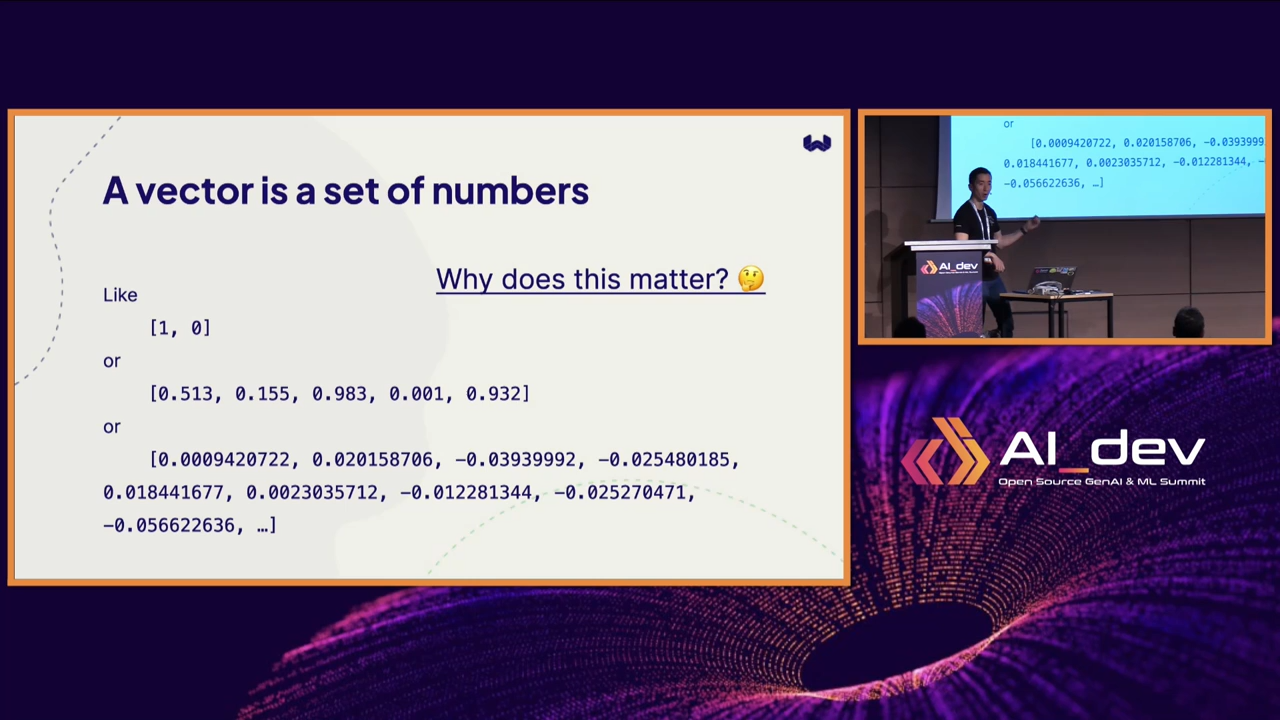 A vector is a set of numbers
Why does this matter? 🤔
Like
[1, 0]
or
[0.513, 0.155, 0.983, 0.001, 0.932]
or
[0.0009420722, 0.020158706, −0.03939992, −0.025480185,
0.018441677, 0.0023035712, −0.012281344, −0.025270471,
−0.056622636, …]
or
[0.0009420722, 0.020158706, −0.0393999
0.018441677, 0.0023035712, −0.012281344, −
−0.056622636, …]
AI_dev
AI_dev
Open Source GenAI & ML Summit